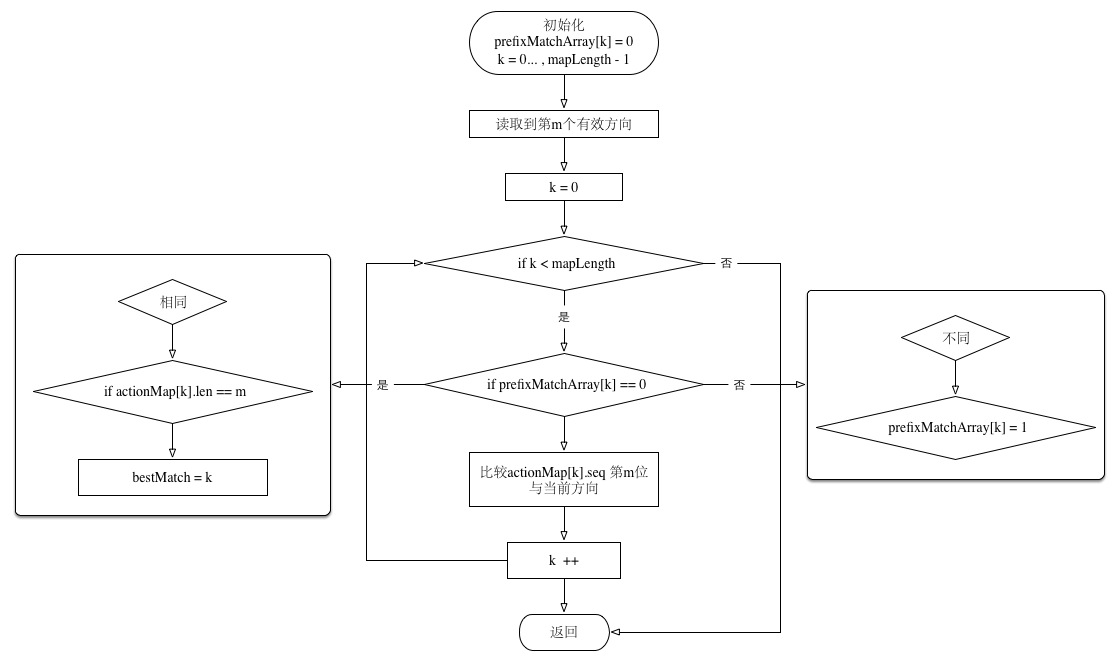 初始化
prefixMatchArray[k] = 0
k = 0... , mapLength - 1
读取到第m个有效方向
k = 0
if k < mapLength
否
是
if prefixMatchArray[k] == 0
是
否
比较actionMap[k].seq 第m位
与当前方向
k ++
返回
相同
if actionMap[k].len == m
bestMatch = k
不同
prefixMatchArray[k] = 1